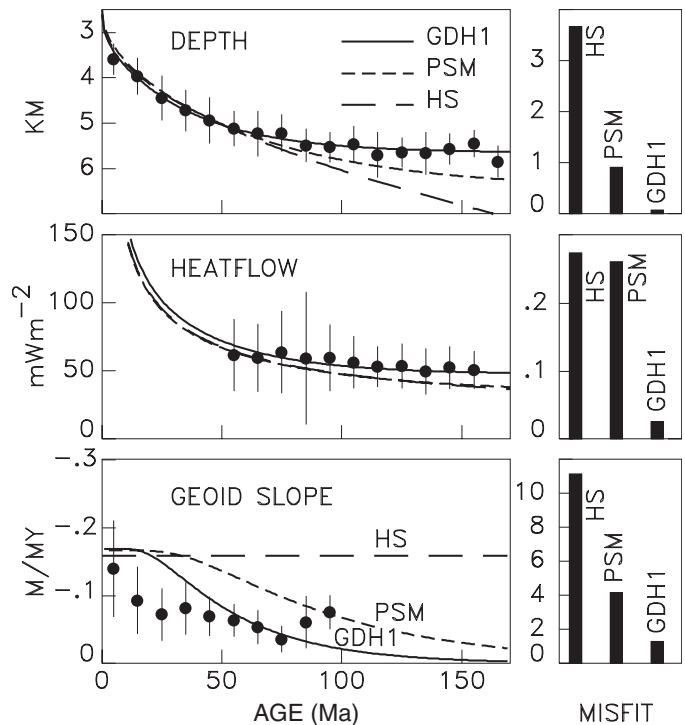 DEPTH
GDH1
PSM
HS
3
4
5
6
KM
3
2
1
0
HS
PSM
GDH1
HEATFLOW
150
100
50
0
mWm−2
.2
.1
0
HS
PSM
GDH1
GEOID SLOPE
HS
PSM
GDH1
−.3
−.2
−.1
0
M/MY
0
50
100
150
AGE (Ma)
10
8
6
4
2
0
HS
PSM
GDH1
MISFIT